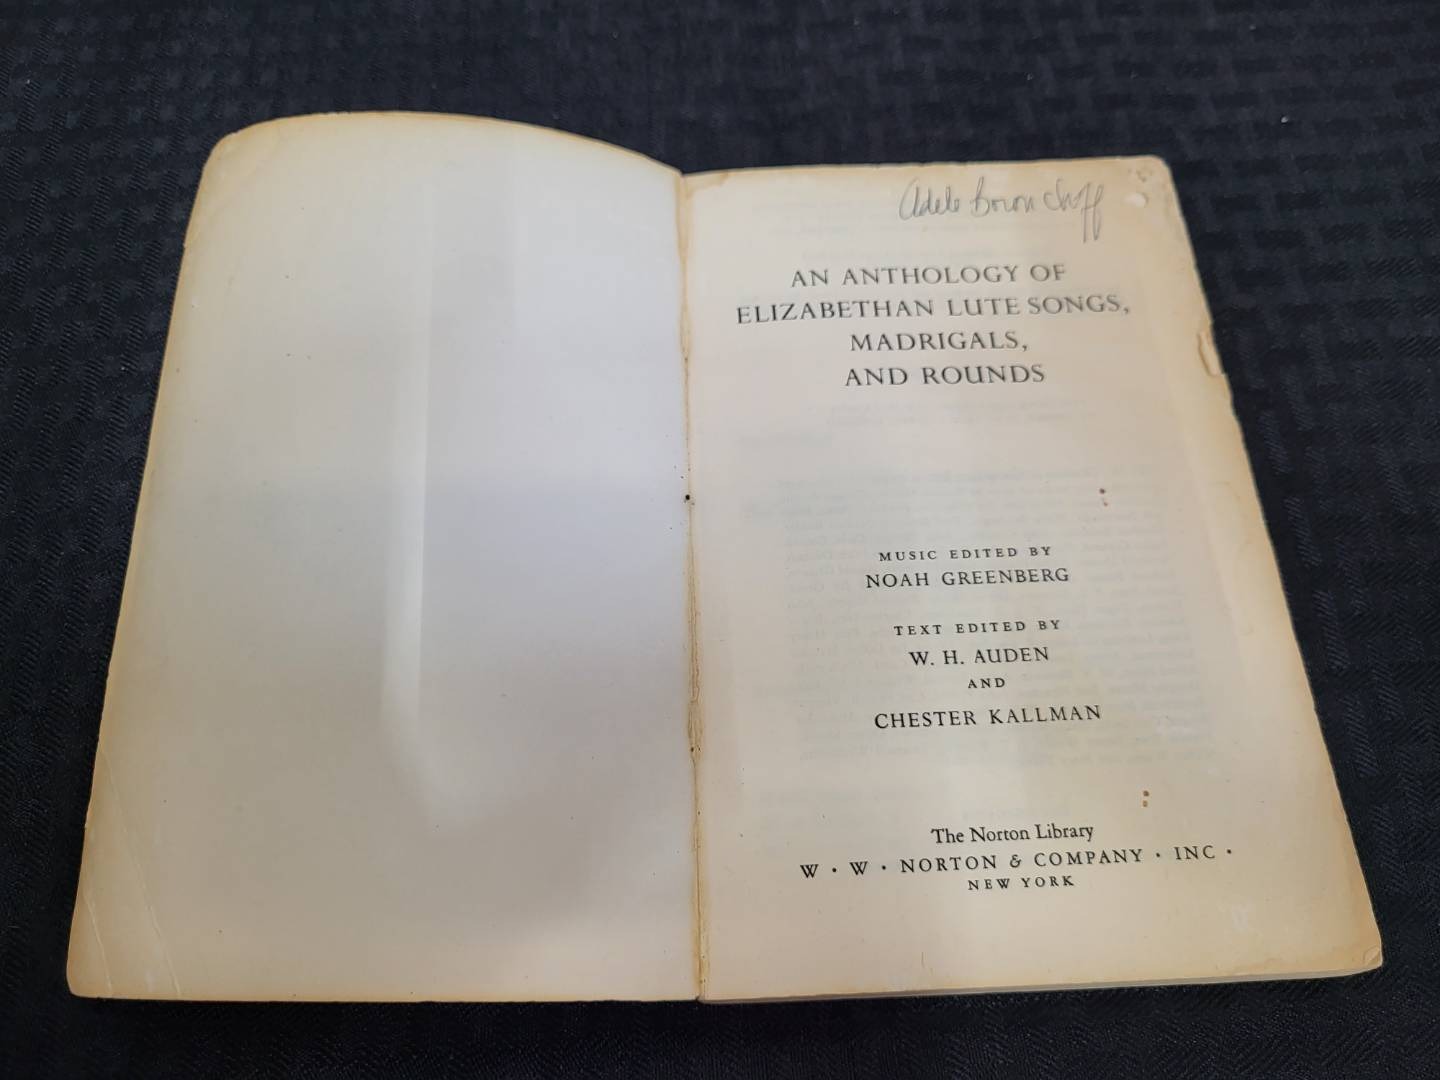 Adele
AN ANTHOLOGY OF
ELIZABETHAN LUTE SONGS,
MADRIGALS,
AND ROUNDS
MUSIC EDITED BY
NOAH GREENBERG
TEXT EDITED BY
W. H. AUDEN
AND
CHESTER KALLMAN
The Norton Library
W · W · NORTON & COMPANY · INC ·
NEW YORK